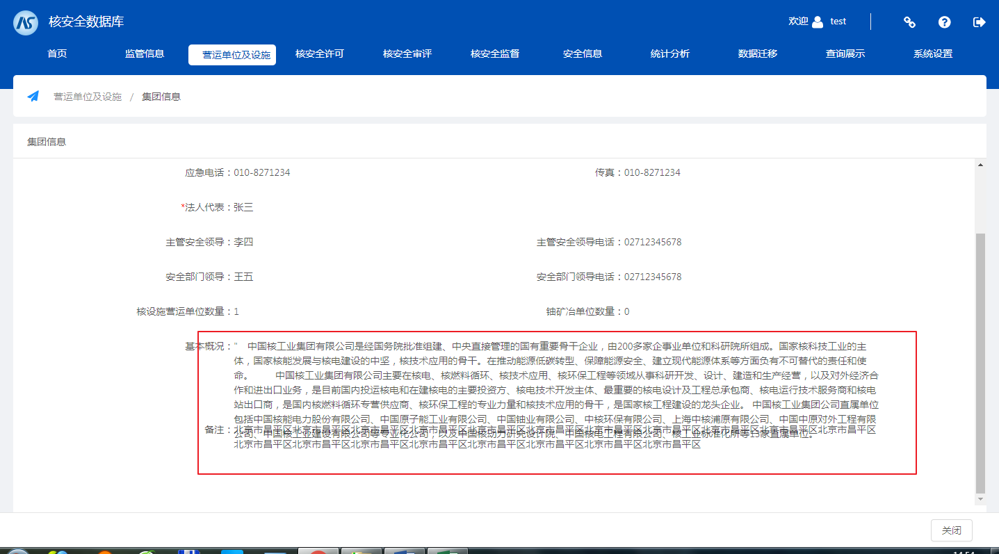 核安全数据库
欢迎 test
首页 监管信息 营运单位及设施 核安全许可 核安全审评 核安全监督 安全信息 统计分析 数据迁移 查询展示 系统设置
营运单位及设施 / 集团信息
集团信息
应急电话：010-8271234 传真：010-8271234
*法人代表：张三
主管安全领导：李四 主管安全领导电话：02712345678
安全部门领导：王五 安全部门领导电话：02712345678
核设施营运单位数量：1 铀矿冶单位数量：0
基本概况：" 中国核工业集团有限公司是经国务院批准组建、中央直接管理的国有重要骨干企业，由200多家企事业单位和科研院所组成。国家核科技工业的主
体，国家核能发展与核电建设的中坚，核技术应用的骨干。在推动能源低碳转型、保障能源安全、建立现代能源体系等方面负有不可替代的责任和使
命。 中国核工业集团有限公司主要在核电、核燃料循环、核技术应用、核环保工程等领域从事科研开发、设计、建造和生产经营，以及对外经济合
作和进出口业务，是目前国内投运核电和在建核电的主要投资方、核电技术开发主体、最重要的核电设计及工程总承包商、核电运行技术服务商和核电
站出口商，是国内核燃料循环专营供应商、核环保工程的专业力量和核技术应用的骨干，是国家核工程建设的龙头企业。 中国核工业集团公司直属单位
包括中国核能电力股份有限公司、中国原子能工业有限公司、中国铀业有限公司、中核环保有限公司、上海中核浦原有限公司、中国中原对外工程有限
公司、中国核工业建设有限公司等专业化公司，以及中国核动力研究设计院、中国核电工程有限公司、核工业标准化所等13家直属单位。
备注：北京市昌平区北京市昌平区北京市昌平区北京市昌平区北京市昌平区北京市昌平区北京市昌平区北京市昌平区北京市昌平区北京市昌平区北京市昌平区
北京市昌平区北京市昌平区北京市昌平区北京市昌平区北京市昌平区北京市昌平区北京市昌平区北京市昌平区
关闭